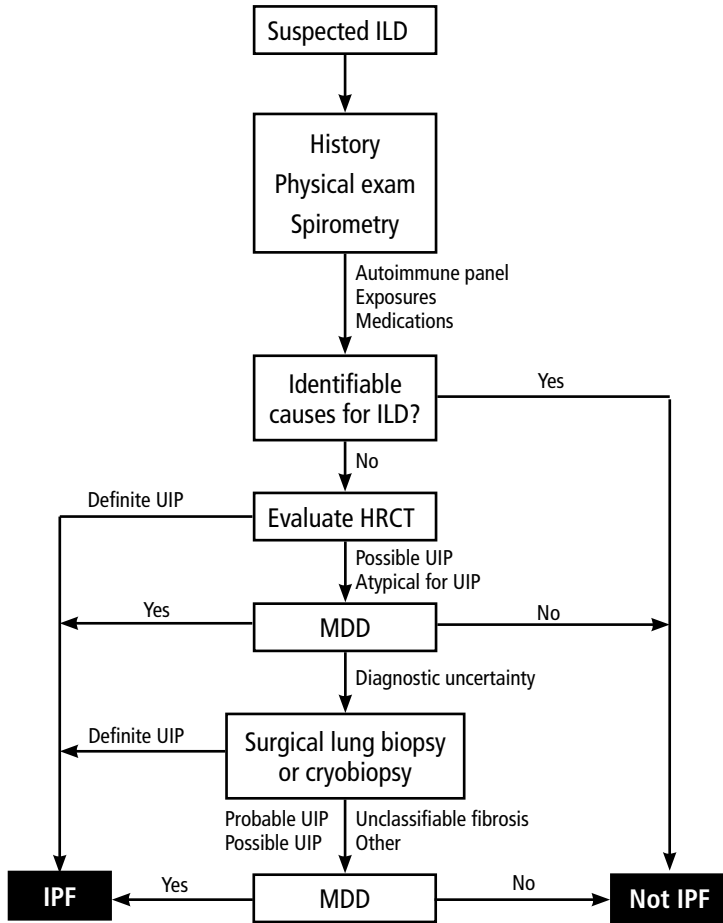 Suspected ILD
History
Physical exam
Spirometry
Autoimmune panel
Exposures
Medications
Identifiable
causes for ILD?
Yes
No
Definite UIP
Evaluate HRCT
Possible UIP
Atypical for UIP
Yes
MDD
No
Diagnostic uncertainty
Definite UIP
Surgical lung biopsy
or cryobiopsy
Probable UIP
Possible UIP
Unclassifiable fibrosis
Other
IPF
Yes
MDD
No
Not IPF